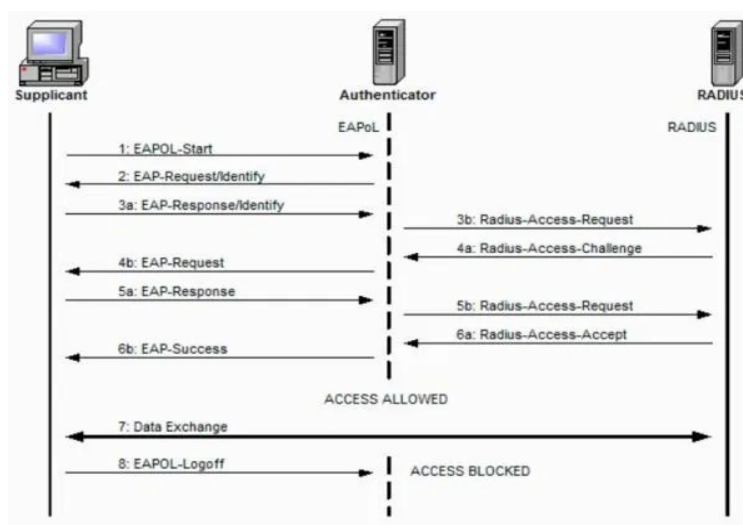 Supplicant
Authenticator
RADIUS
EAPoL
RADIUS
1: EAPOL-Start
2: EAP-Request/Identify
3a: EAP-Response/Identify
3b: Radius-Access-Request
4a: Radius-Access-Challenge
4b: EAP-Request
5a: EAP-Response
5b: Radius-Access-Request
6a: Radius-Access-Accept
6b: EAP-Success
ACCESS ALLOWED
7: Data Exchange
8: EAPOL-Logoff
ACCESS BLOCKED